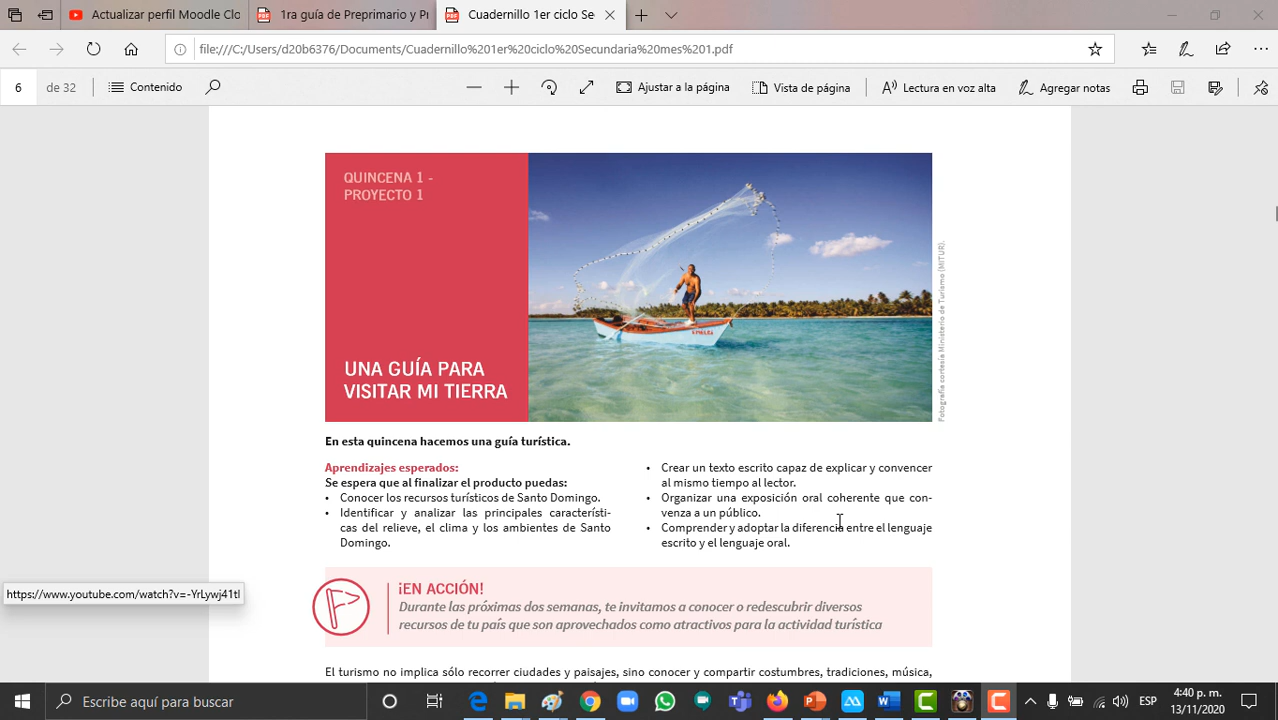 Actualizar mi perfil Moodle Clo
1ra guía de Preprimario y Pr
Cuadernillo 1er ciclo Se
file:///C:/Users/d20b6376/Documents/Cuadernillo%201er%20ciclo%20Secundaria%20mes%201.pdf
6 de 32 Contenido Ajustar a la página Vista de página Lectura en voz alta Agregar notas
QUINCENA 1 -
PROYECTO 1
UNA GUÍA PARA
VISITAR MI TIERRA
Fotografía cortesía Ministerio de Turismo (MITUR).
En esta quincena hacemos una guía turística.
Aprendizajes esperados:
Se espera que al finalizar el producto puedas:
• Conocer los recursos turísticos de Santo Domingo.
• Identificar y analizar las principales característi-
cas del relieve, el clima y los ambientes de Santo
Domingo.
• Crear un texto escrito capaz de explicar y convencer
al mismo tiempo al lector.
• Organizar una exposición oral coherente que con-
venza a un público.
• Comprender y adoptar la diferencia entre el lenguaje
escrito y el lenguaje oral.
https://www.youtube.com/watch?v=-YrLywj41tI
¡EN ACCIÓN!
Durante las próximas dos semanas, te invitamos a conocer o redescubrir diversos
recursos de tu país que son aprovechados como atractivos para la actividad turística
El turismo no implica sólo recorrer ciudades y paisajes, sino conocer y compartir costumbres, tradiciones, música,
Escribe aquí para buscar
ESP
4:40 p. m.
13/11/2020